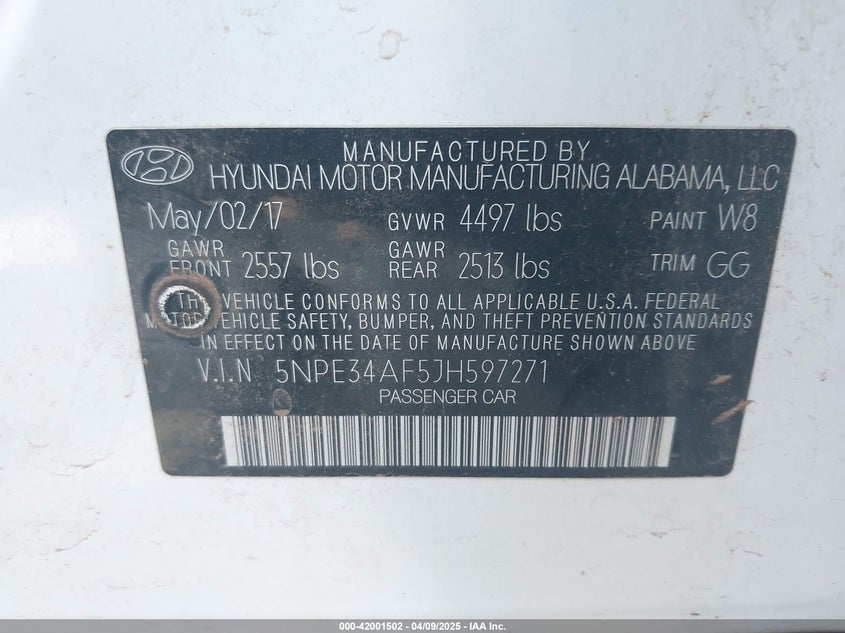 MANUFACTURED BY
HYUNDAI MOTOR MANUFACTURING ALABAMA, LLC
May/02/17 GVWR 4497 lbs PAINT W8
GAWR FRONT 2557 lbs GAWR REAR 2513 lbs TRIM GG
VEHICLE CONFORMS TO ALL APPLICABLE U.S.A. FEDERAL
VEHICLE SAFETY, BUMPER, AND THEFT PREVENTION STANDARDS
IN EFFECT ON THE DATE OF MANUFACTURE SHOWN ABOVE
V.I.N 5NPE34AF5JH597271
PASSENGER CAR
000-42001502 - 04/09/2025 - IAA Inc.